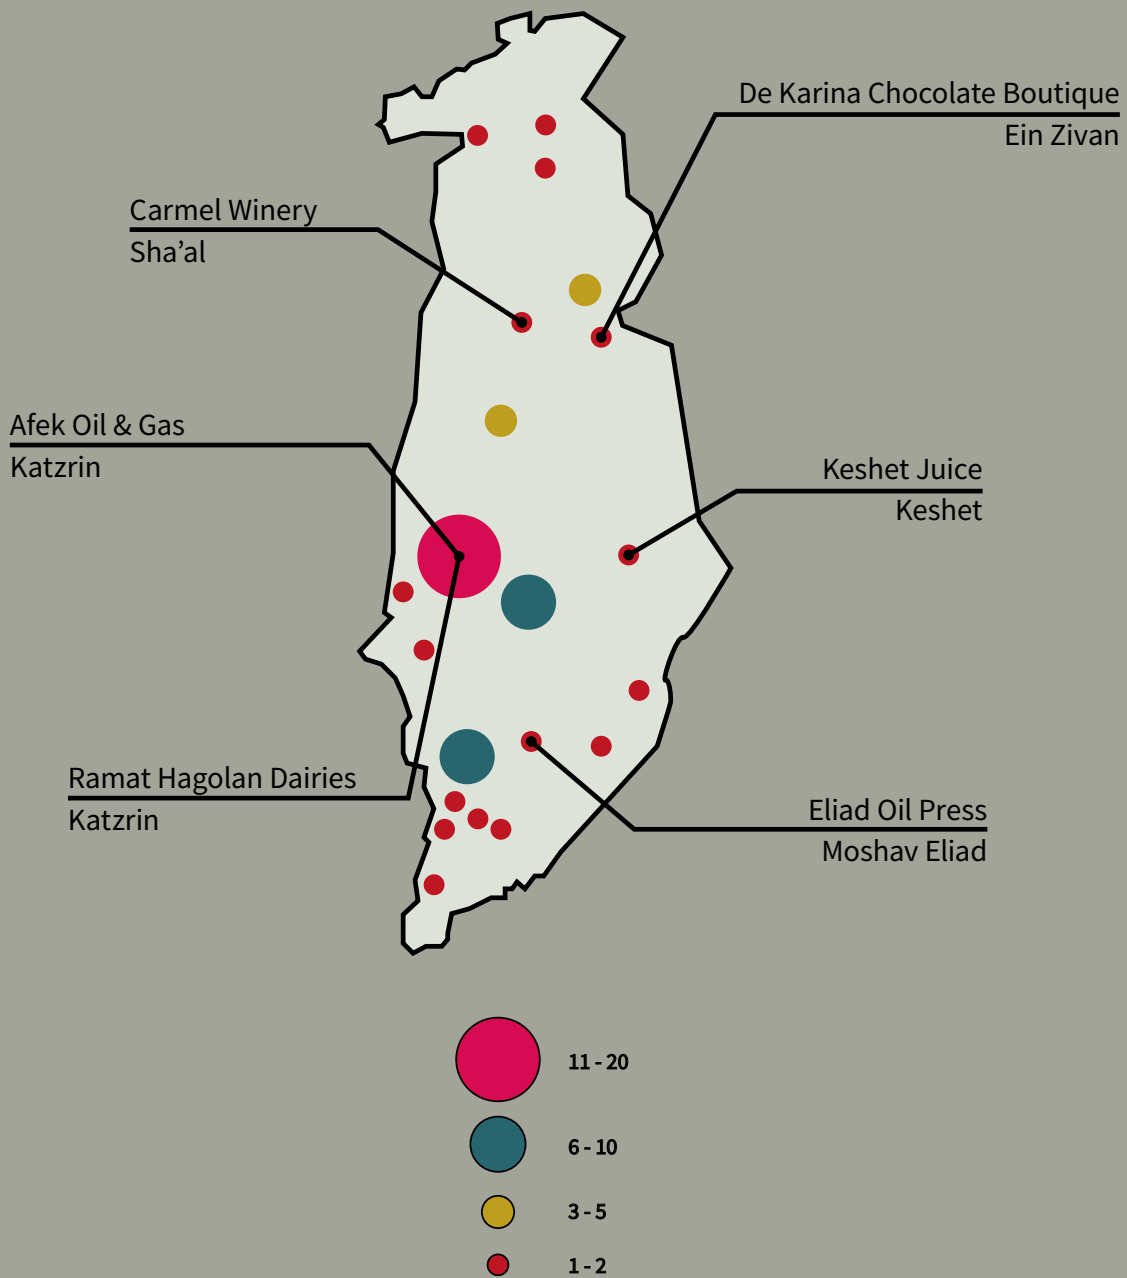 De Karina Chocolate Boutique
Ein Zivan
Carmel Winery
Sha’al
Afek Oil & Gas
Katzrin
Keshet Juice
Keshet
Ramat Hagolan Dairies
Katzrin
Eliad Oil Press
Moshav Eliad
11 - 20
6 - 10
3 - 5
1 - 2